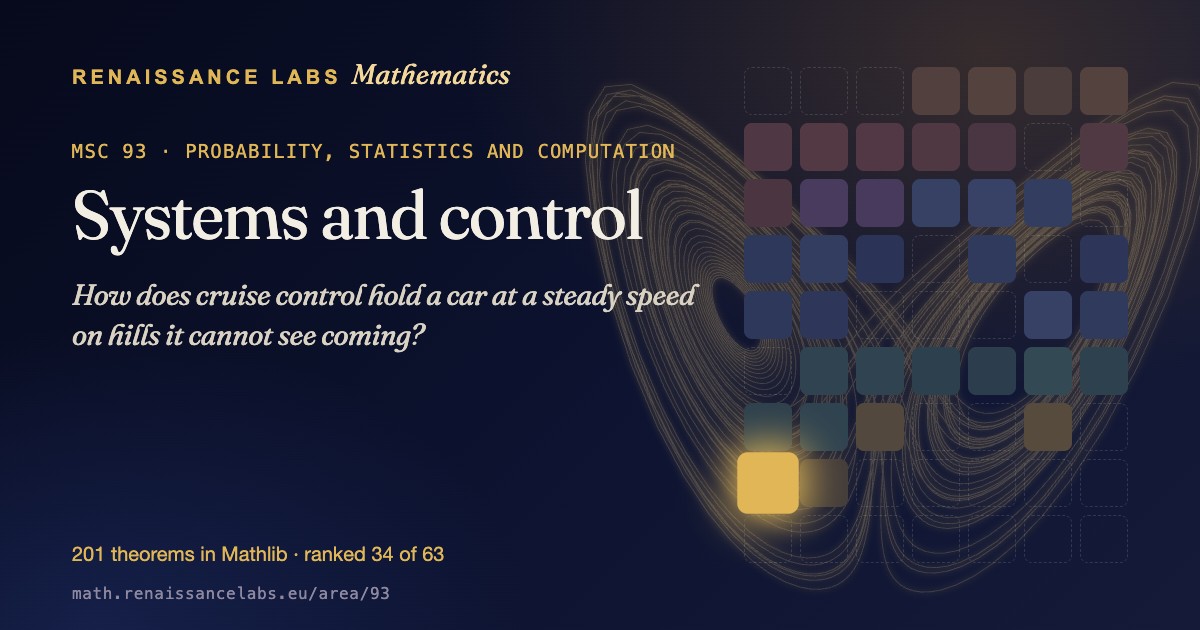 RENAISSANCE LABS Mathematics
MSC 93 · PROBABILITY, STATISTICS AND COMPUTATION
Systems and control
How does cruise control hold a car at a steady speed
on hills it cannot see coming?
201 theorems in Mathlib · ranked 34 of 63
math.renaissancelabs.eu/area/93